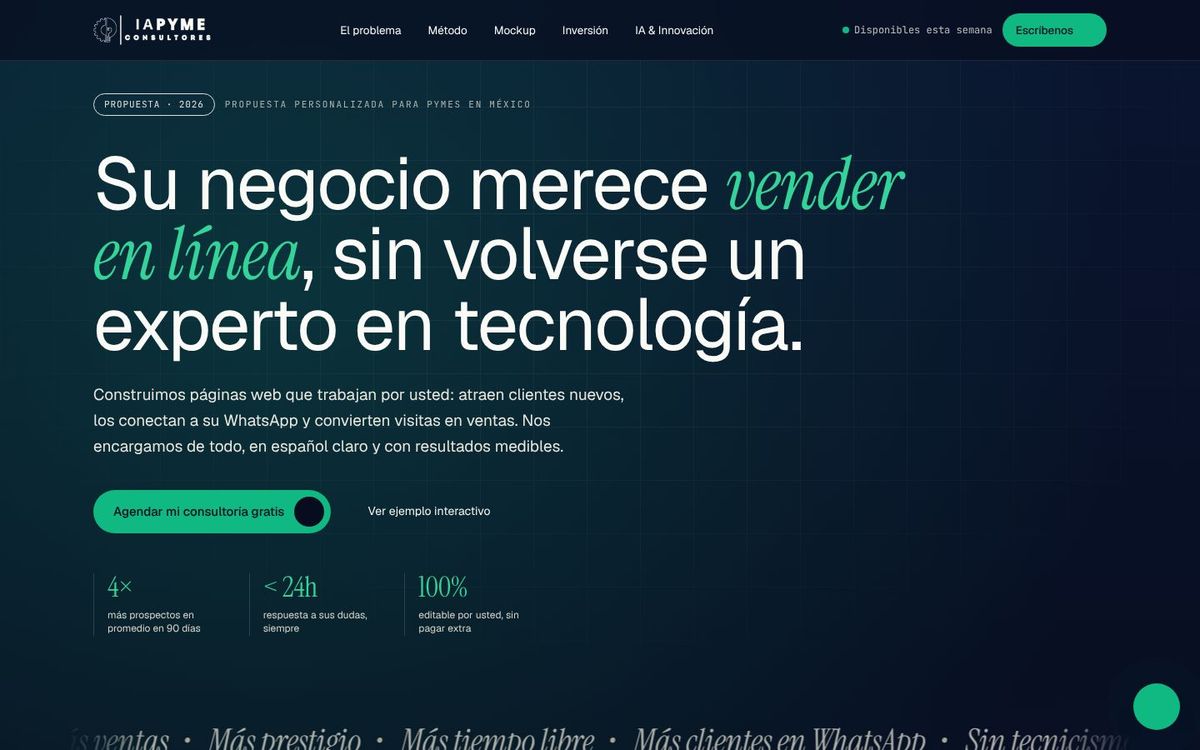 IAPYME
CONSULTORES
El problema
Método
Mockup
Inversión
IA & Innovación
Disponibles esta semana
Escríbenos
PROPUESTA · 2026
PROPUESTA PERSONALIZADA PARA PYMES EN MÉXICO
Su negocio merece vender
en línea, sin volverse un
experto en tecnología.
Construimos páginas web que trabajan por usted: atraen clientes nuevos,
los conectan a su WhatsApp y convierten visitas en ventas. Nos
encargamos de todo, en español claro y con resultados medibles.
Agendar mi consultoría gratis
Ver ejemplo interactivo
4×
más prospectos en
promedio en 90 días
< 24h
respuesta a sus dudas,
siempre
100%
editable por usted, sin
pagar extra
ventas • Más prestigio • Más tiempo libre • Más clientes en WhatsApp • Sin